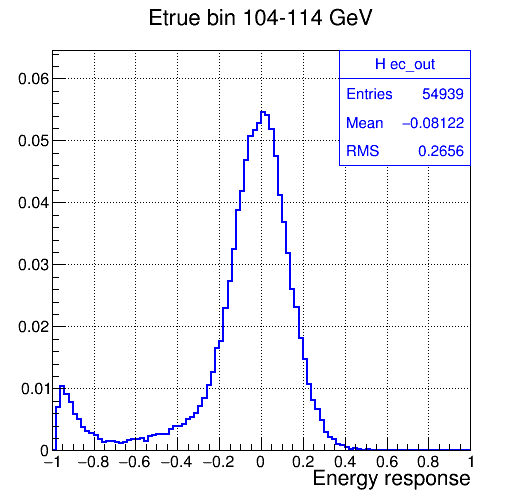 Etrue bin 104-114 GeV
H ec_out
Entries 54939
Mean −0.08122
RMS 0.2656
0.06
0.05
0.04
0.03
0.02
0.01
0
−1 −0.8 −0.6 −0.4 −0.2 0 0.2 0.4 0.6 0.8 1
Energy response